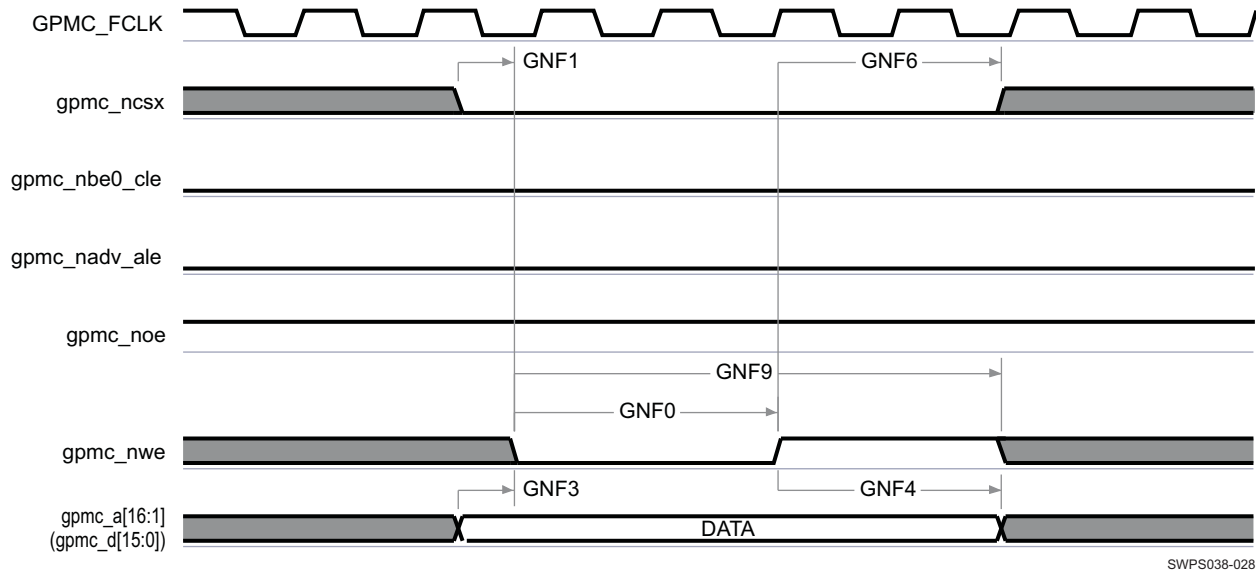 GPMC_FCLK
GNF1
GNF6
gpmc_ncsx
gpmc_nbe0_cle
gpmc_nadv_ale
gpmc_noe
GNF9
GNF0
gpmc_nwe
GNF3
GNF4
gpmc_a[16:1]
(gpmc_d[15:0])
DATA
SWPS038-028